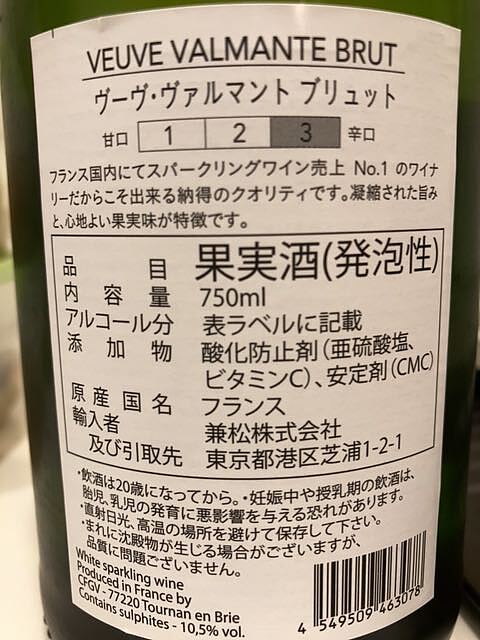 VEUVE VALMANTE BRUT
ヴーヴ・ヴァルマント ブリュット
甘口 1 2 3 辛口
フランス国内にてスパークリングワイン売上 No.1 のワイナ
リーだからこそ出来る納得のクオリティです。凝縮された旨み
と、心地よい果実味が特徴です。
品目 果実酒(発泡性)
内容量 750ml
アルコール分 表ラベルに記載
添加物 酸化防止剤(亜硫酸塩、
ビタミンC)、安定剤(CMC)
原産国名 フランス
輸入者 兼松株式会社
及び引取先 東京都港区芝浦1-2-1
・飲酒は20歳になってから。・妊娠中や授乳期の飲酒は、
胎児、乳児の発育に悪影響を与える恐れがあります。
・直射日光、高温の場所を避けて保存して下さい。
・まれに沈殿物が生じる場合がございますが、
品質に問題ございません。
White sparkling wine
Produced in France by
CFGV - 77220 Tournan en Brie
Contains sulphites - 10,5% vol.
4 549509 463078